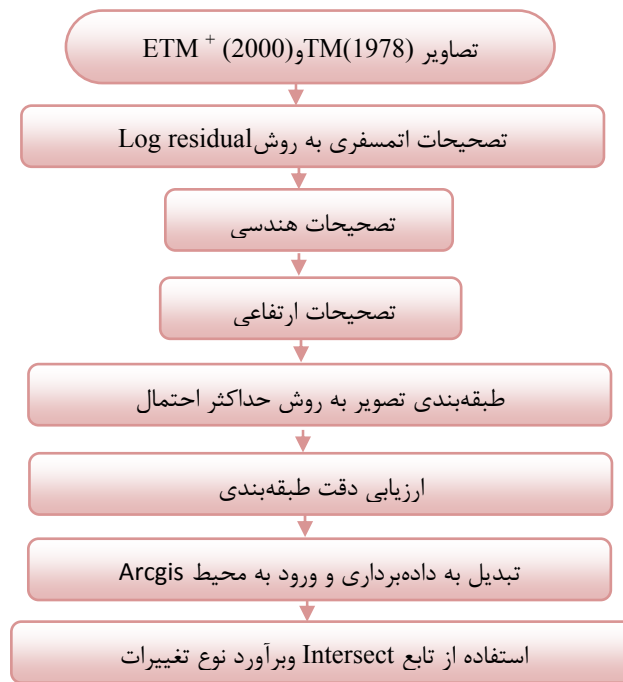 تصاویر TM(1978)و ETM + (2000)
تصحیحات اتمسفری به روشLog residual
تصحیحات هندسی
تصحیحات ارتفاعی
طبقه‌بندی تصویر به روش حداکثر احتمال
ارزیابی دقت طبقه‌بندی
تبدیل به داده‌برداری و ورود به محیط Arcgis
استفاده از تابع Intersect وبرآورد نوع تغییرات